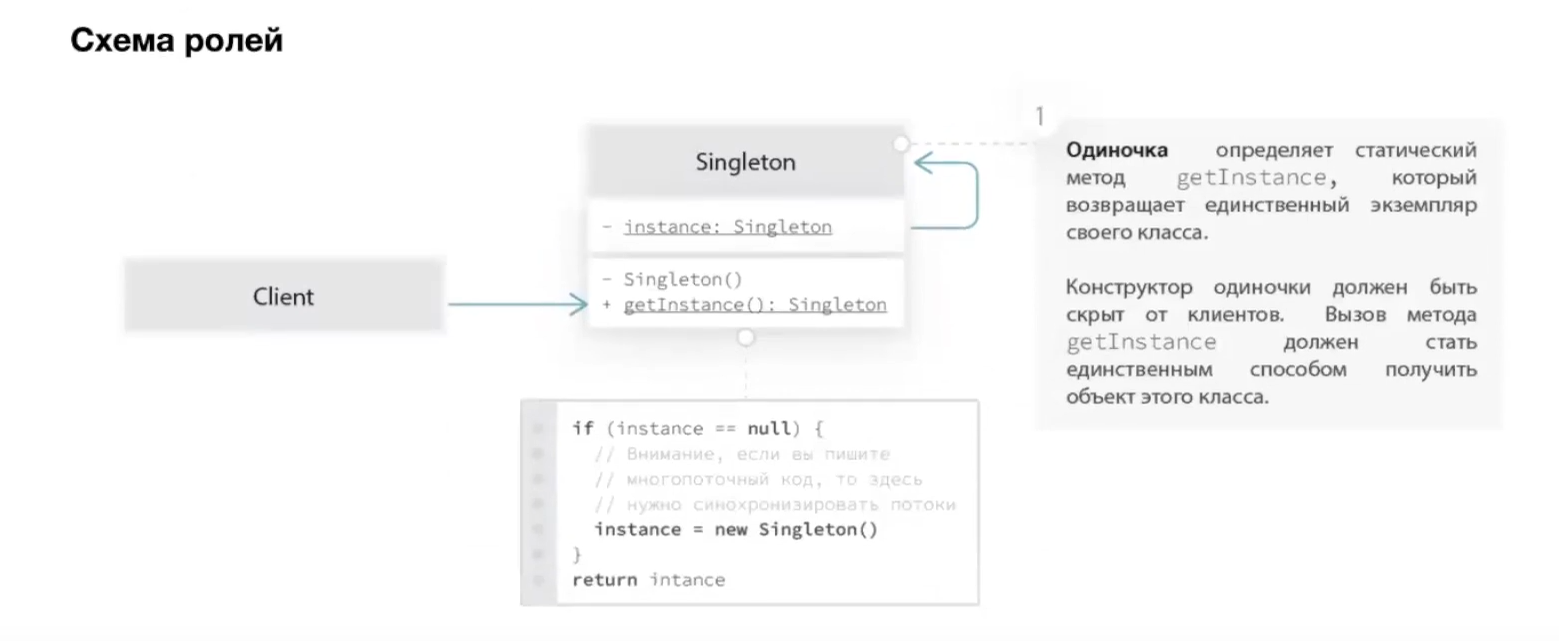 Схема ролей
1
Singleton
- instance: Singleton
- Singleton()
+ getInstance(): Singleton
Client
Одиночка определяет статический
метод getInstance, который
возвращает единственный экземпляр
своего класса.
Конструктор одиночки должен быть
скрыт от клиентов. Вызов метода
getInstance должен стать
единственным способом получить
объект этого класса.
if (instance == null) {
// Внимание, если вы пишите
// многопоточный код, то здесь
// нужно синхронизировать потоки
instance = new Singleton()
}
return intance